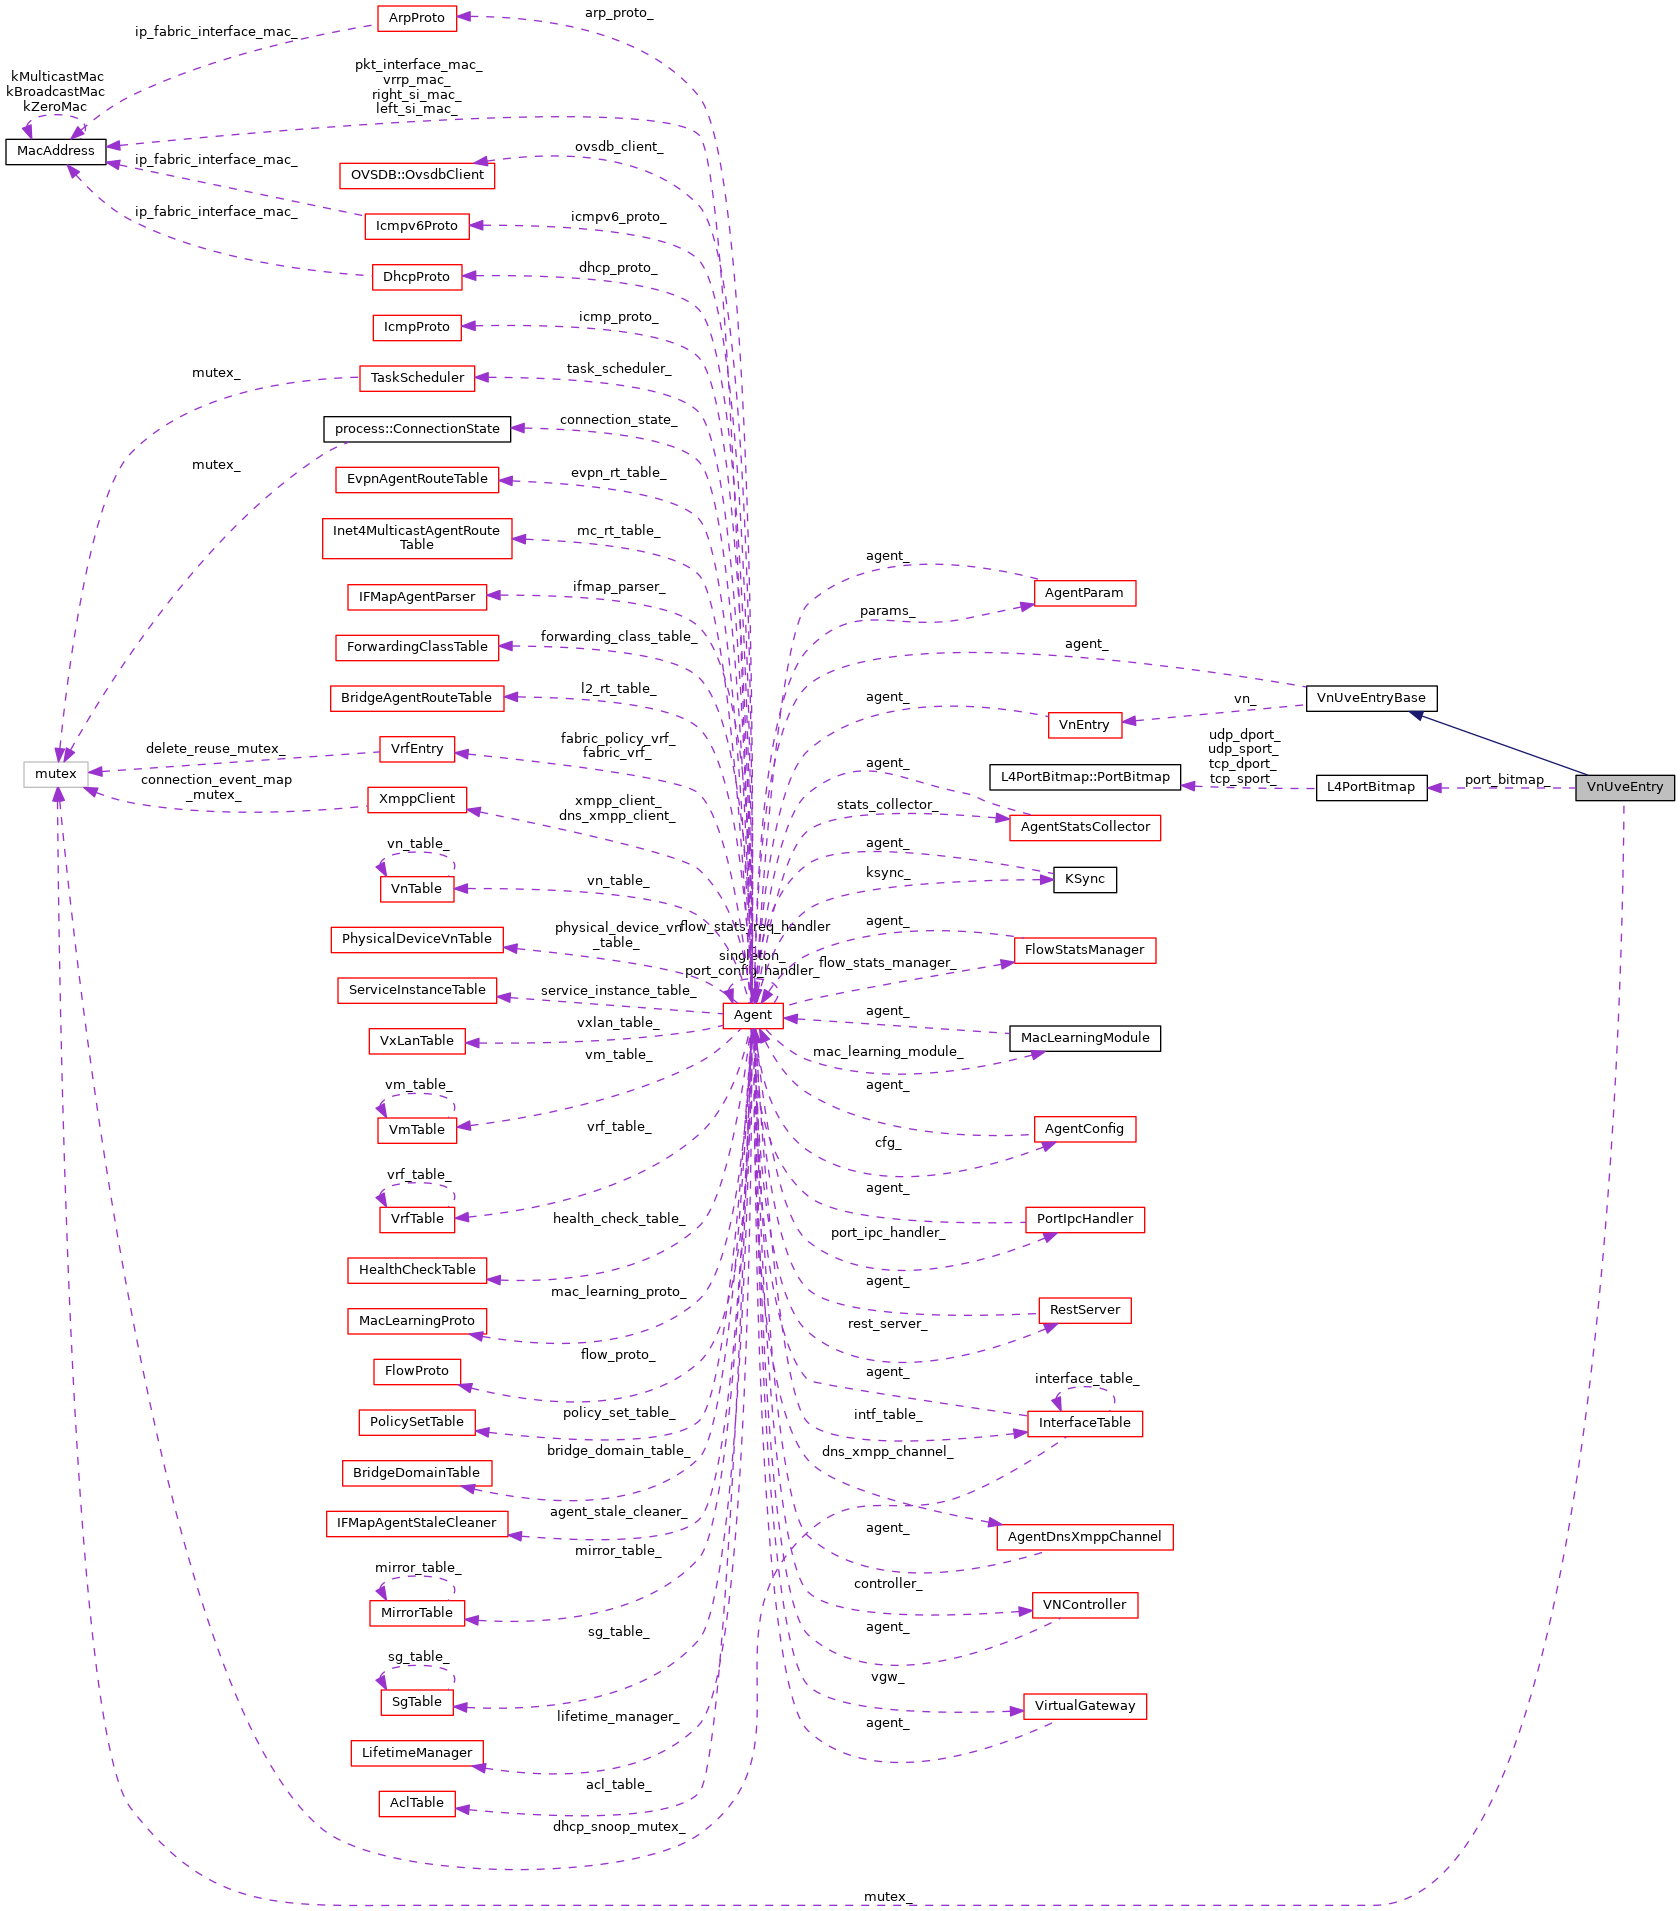 ArpProto
arp_proto_
ip_fabric_interface_mac_
kMulticastMac
kBroadcastMac
kZeroMac
MacAddress
pkt_interface_mac_
vrrp_mac_
right_si_mac_
left_si_mac_
ovsdb_client_
OVSDB::OvsdbClient
ip_fabric_interface_mac_
ip_fabric_interface_mac_
Icmpv6Proto
icmpv6_proto_
DhcpProto
dhcp_proto_
IcmpProto
icmp_proto_
mutex_
TaskScheduler
task_scheduler_
process::ConnectionState
connection_state_
mutex_
EvpnAgentRouteTable
evpn_rt_table_
Inet4MulticastAgentRoute
Table
mc_rt_table_
IFMapAgentParser
ifmap_parser_
ForwardingClassTable
forwarding_class_table_
BridgeAgentRouteTable
l2_rt_table_
VrfEntry
fabric_policy_vrf_
fabric_vrf_
delete_reuse_mutex_
mutex
connection_event_map
_mutex_
XmppClient
xmpp_client_
dns_xmpp_client_
vn_table_
VnTable
vn_table_
PhysicalDeviceVnTable
physical_device_vn
_table_
flow_stats_req_handler
singleton_
port_config_handler_
ServiceInstanceTable
service_instance_table_
Agent
VxLanTable
vxlan_table_
vm_table_
vm_table_
VmTable
vrf_table_
vrf_table_
VrfTable
health_check_table_
HealthCheckTable
mac_learning_proto_
MacLearningProto
flow_proto_
FlowProto
policy_set_table_
PolicySetTable
bridge_domain_table_
BridgeDomainTable
agent_stale_cleaner_
IFMapAgentStaleCleaner
mirror_table_
mirror_table_
MirrorTable
sg_table_
sg_table_
SgTable
lifetime_manager_
LifetimeManager
acl_table_
AclTable
dhcp_snoop_mutex_
agent_
AgentParam
params_
agent_
VnUveEntryBase
agent_
VnEntry
vn_
agent_
L4PortBitmap::PortBitmap
udp_dport_
udp_sport_
tcp_dport_
tcp_sport_
L4PortBitmap
port_bitmap_
VnUveEntry
stats_collector_
AgentStatsCollector
agent_
ksync_
KSync
agent_
FlowStatsManager
flow_stats_manager_
agent_
MacLearningModule
mac_learning_module_
agent_
AgentConfig
cfg_
agent_
PortIpcHandler
port_ipc_handler_
agent_
RestServer
rest_server_
agent_
interface_table_
InterfaceTable
intf_table_
dns_xmpp_channel_
agent_
AgentDnsXmppChannel
controller_
VNController
agent_
vgw_
VirtualGateway
agent_
mutex_